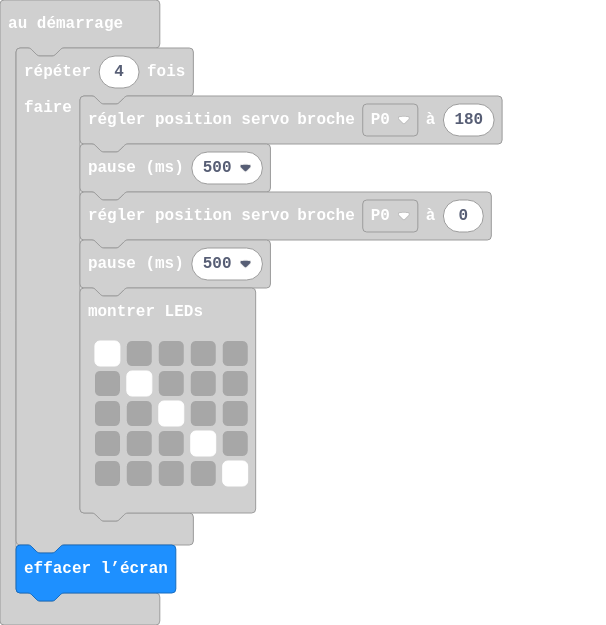 au démarrage
répéter 4 fois
faire
régler position servo broche P0 à 180
pause (ms) 500
régler position servo broche P0 à 0
pause (ms) 500
montrer LEDs
effacer l’écran